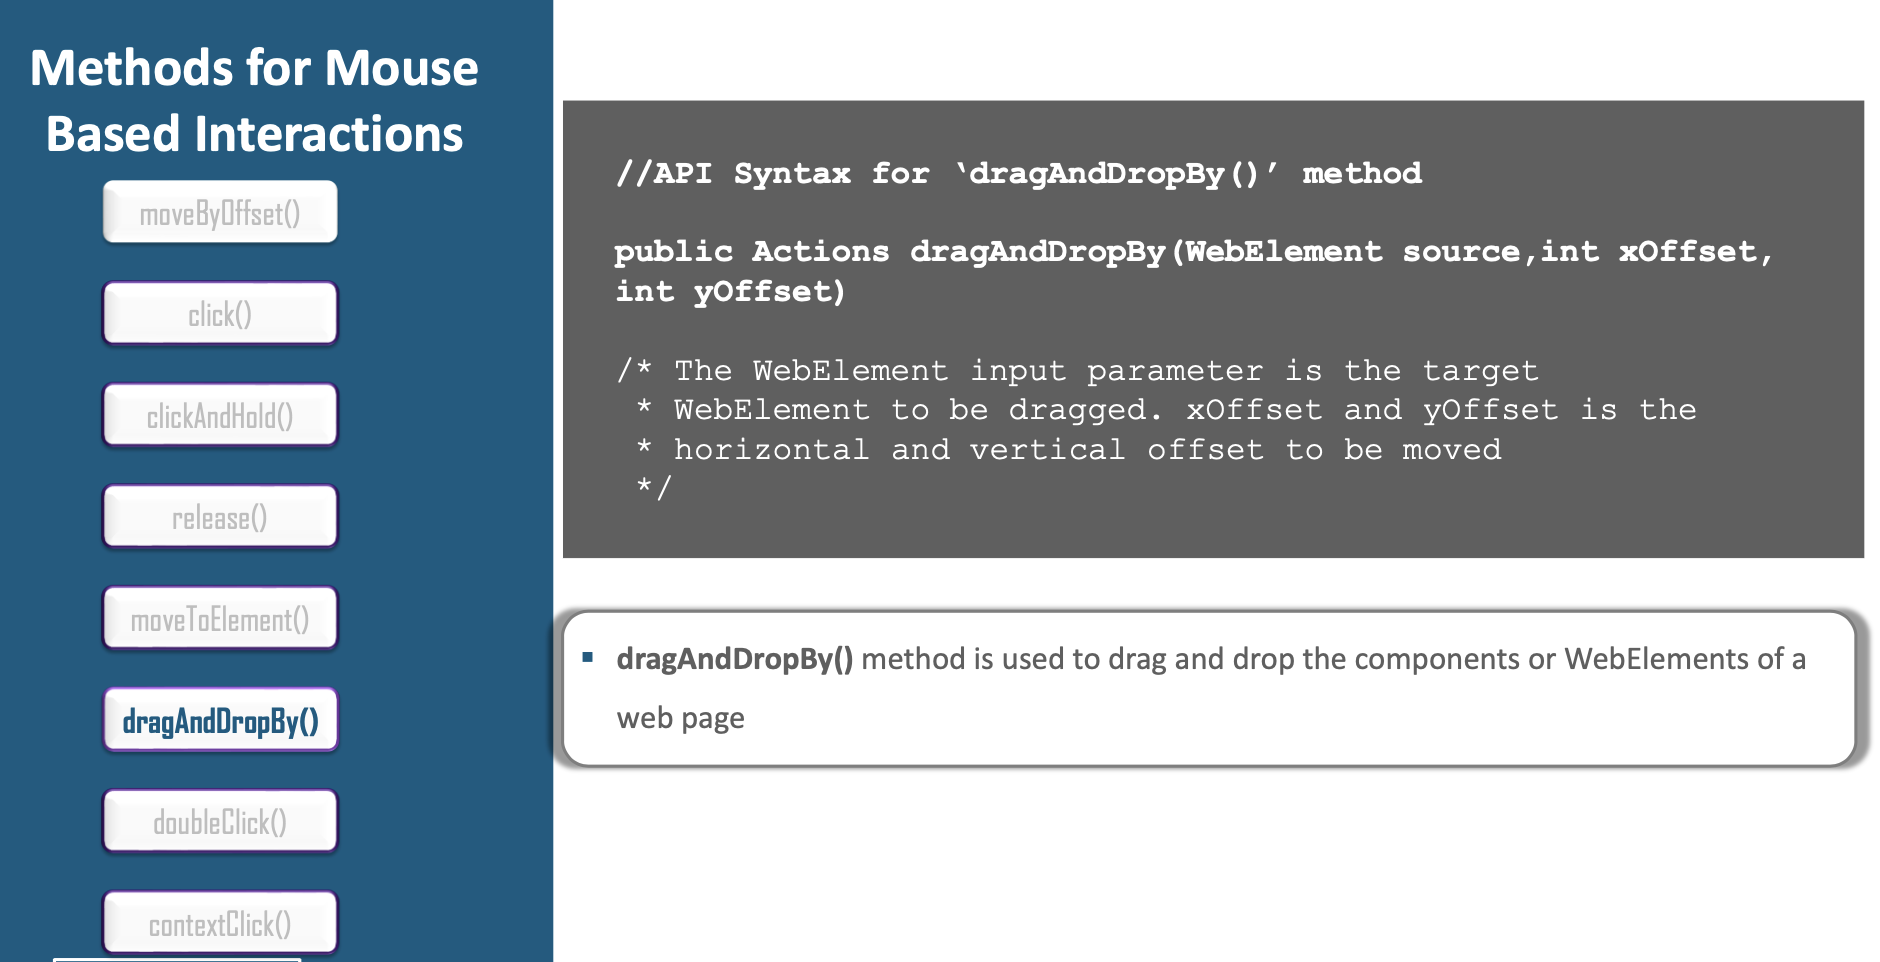 Methods for Mouse
Based Interactions
moveByOffset()
click()
clickAndHold()
release()
moveToElement()
dragAndDropBy()
doubleClick()
contextClick()
//API Syntax for ‘dragAndDropBy()’ method
public Actions dragAndDropBy(WebElement source,int xOffset,
int yOffset)
/* The WebElement input parameter is the target
* WebElement to be dragged. xOffset and yOffset is the
* horizontal and vertical offset to be moved
*/
▪ dragAndDropBy() method is used to drag and drop the components or WebElements of a
web page